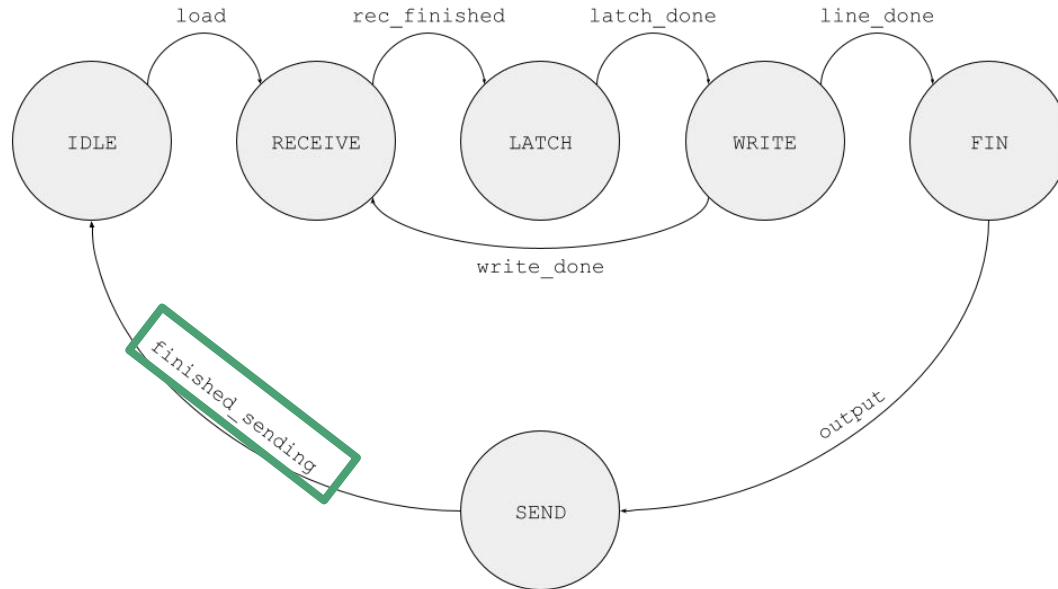 load
rec_finished
latch_done
line_done
IDLE
RECEIVE
LATCH
WRITE
FIN
write_done
finished_sending
output
SEND